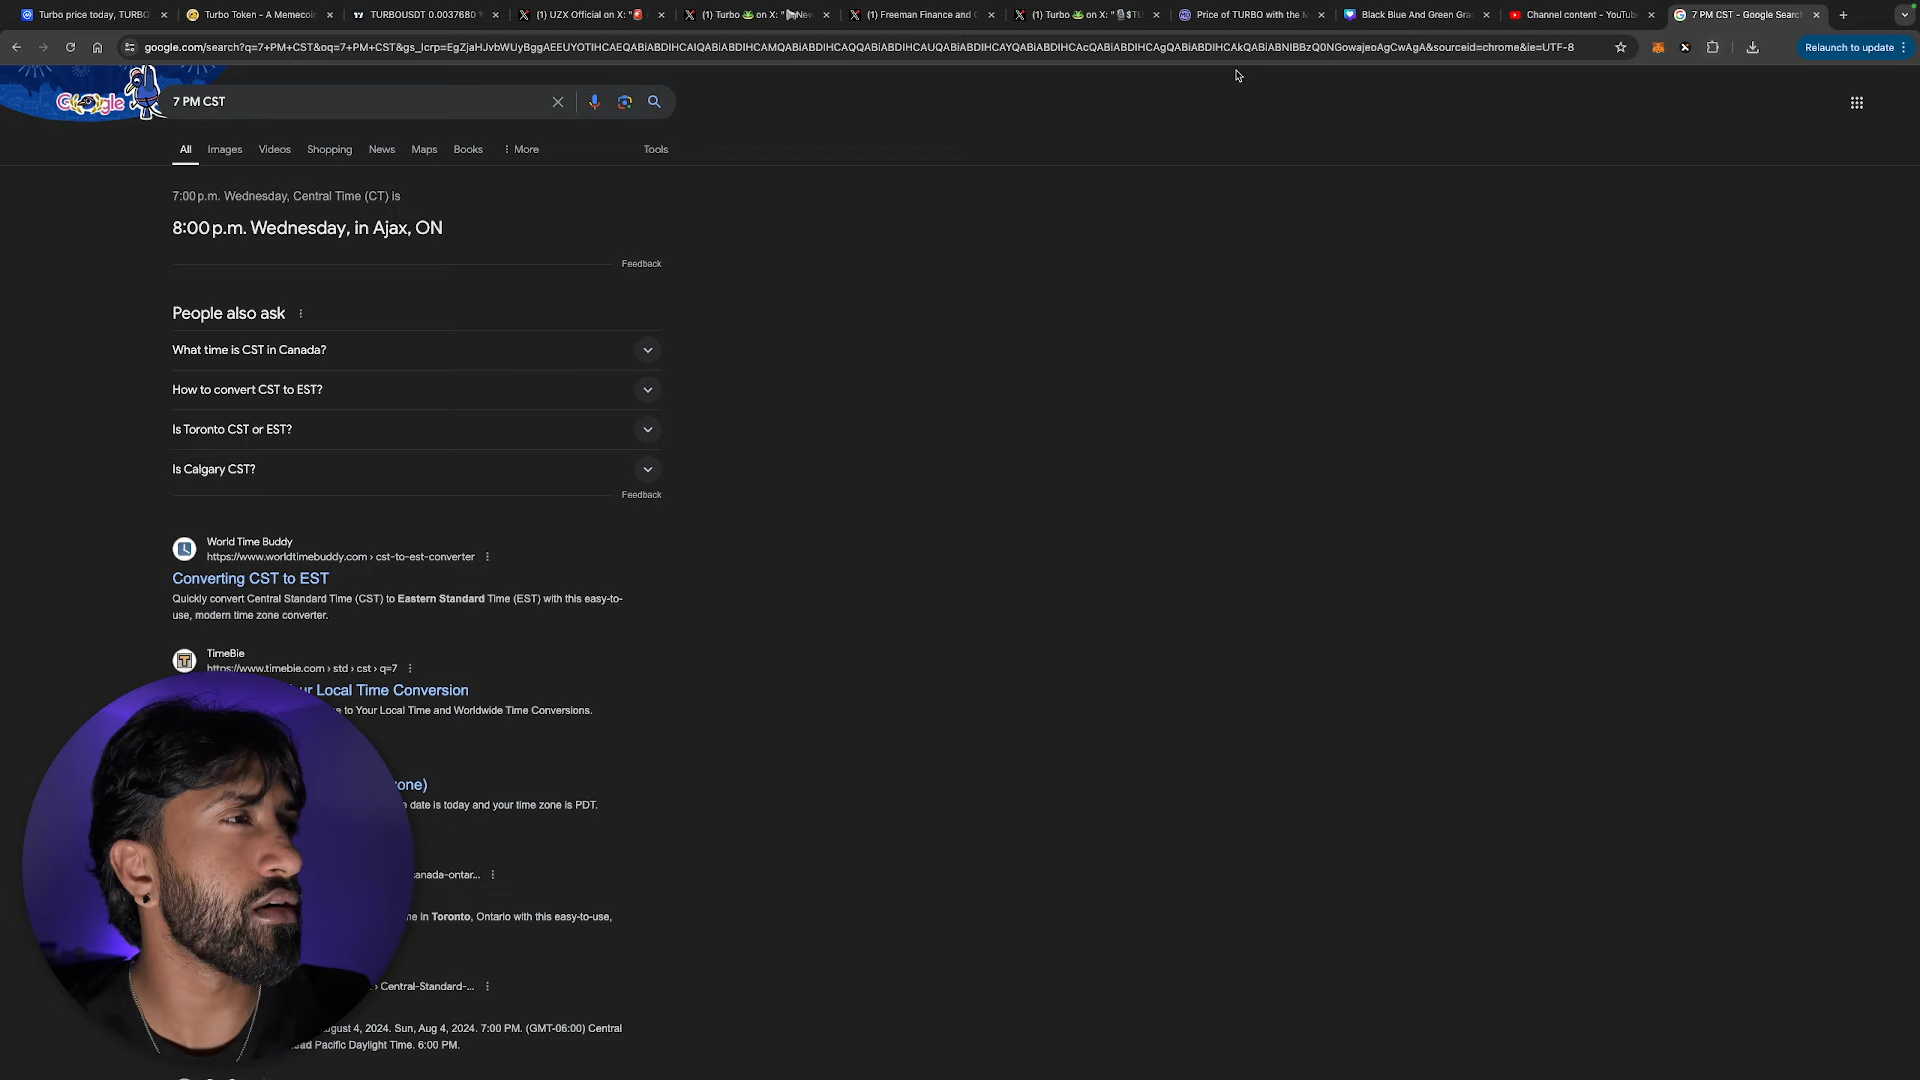 Turbo price today, TURBO
Turbo Token - A Memecoin
TURBOUSDT 0.0037680
(1) UZX Official on X: "
(1) Turbo on X: " New
(1) Freeman Finance and C
(1) Turbo on X: " $TU
Price of TURBO with the M
Black Blue And Green Gra
Channel content - YouTub
7 PM CST - Google Search
google.com/search?q=7+PM+CST&oq=7+PM+CST&gs_lcrp=EgZjaHJvbWUyBggAEEUYOTIHCAEQABiABDIHCAIQABiABDIHCAMQABiABDIHCAQQABiABDIHCAUQABiABDIHCAYQABiABDIHCAcQABiABDIHCAgQABiABDIHCAkQABiABNIBBzQ0NGowajeoAgCwAgA&sourceid=chrome&ie=UTF-8
Relaunch to update
7 PM CST
All Images Videos Shopping News Maps Books More Tools
7:00 p.m. Wednesday, Central Time (CT) is
8:00 p.m. Wednesday, in Ajax, ON
Feedback
People also ask
What time is CST in Canada?
How to convert CST to EST?
Is Toronto CST or EST?
Is Calgary CST?
Feedback
World Time Buddy
https://www.worldtimebuddy.com › cst-to-est-converter
Converting CST to EST
Quickly convert Central Standard Time (CST) to Eastern Standard Time (EST) with this easy-to-
use, modern time zone converter.
TimeBie
https://www.timebie.com › std › cst › q=7
ur Local Time Conversion
to Your Local Time and Worldwide Time Conversions.
one)
date is today and your time zone is PDT.
canada-ontar...
me in Toronto, Ontario with this easy-to-use,
› Central-Standard-...
ugust 4, 2024. Sun, Aug 4, 2024. 7:00 PM. (GMT-06:00) Central
ead Pacific Daylight Time. 6:00 PM.